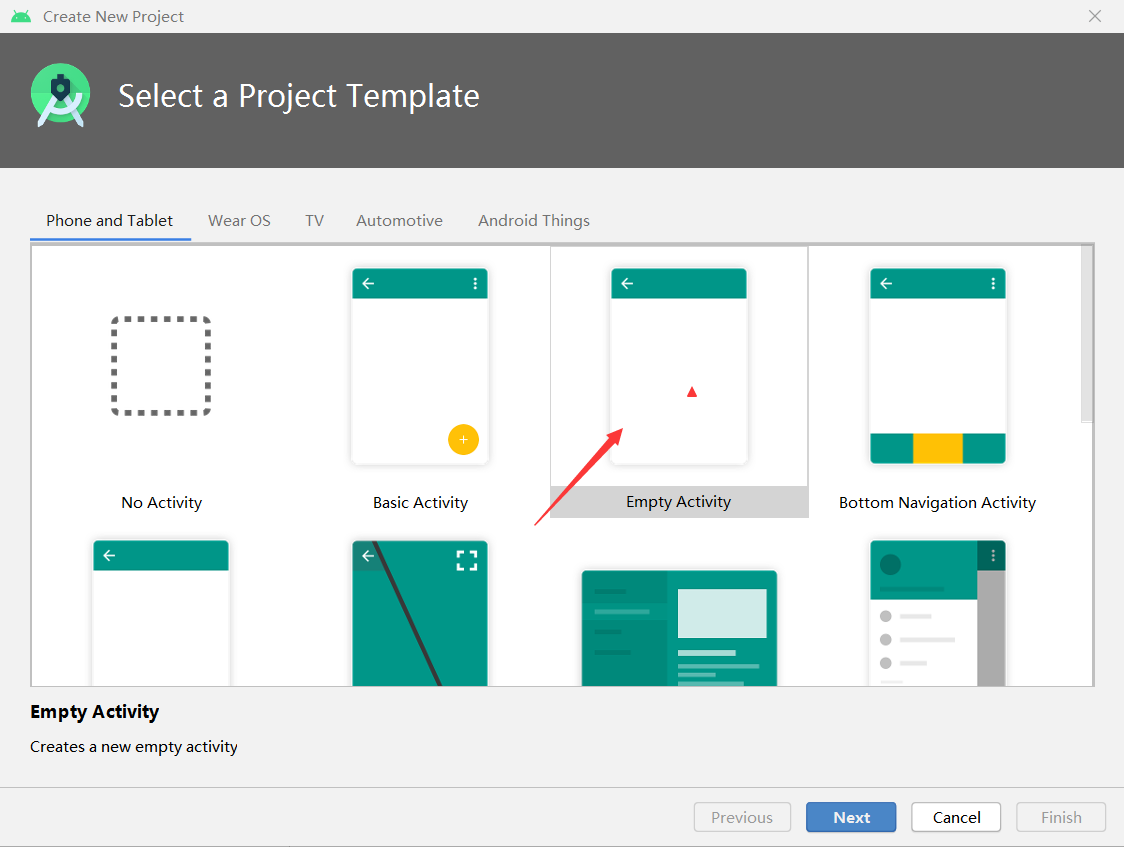 Create New Project
Select a Project Template
Phone and Tablet Wear OS TV Automotive Android Things
No Activity Basic Activity Empty Activity Bottom Navigation Activity
Empty Activity
Creates a new empty activity
Previous Next Cancel Finish